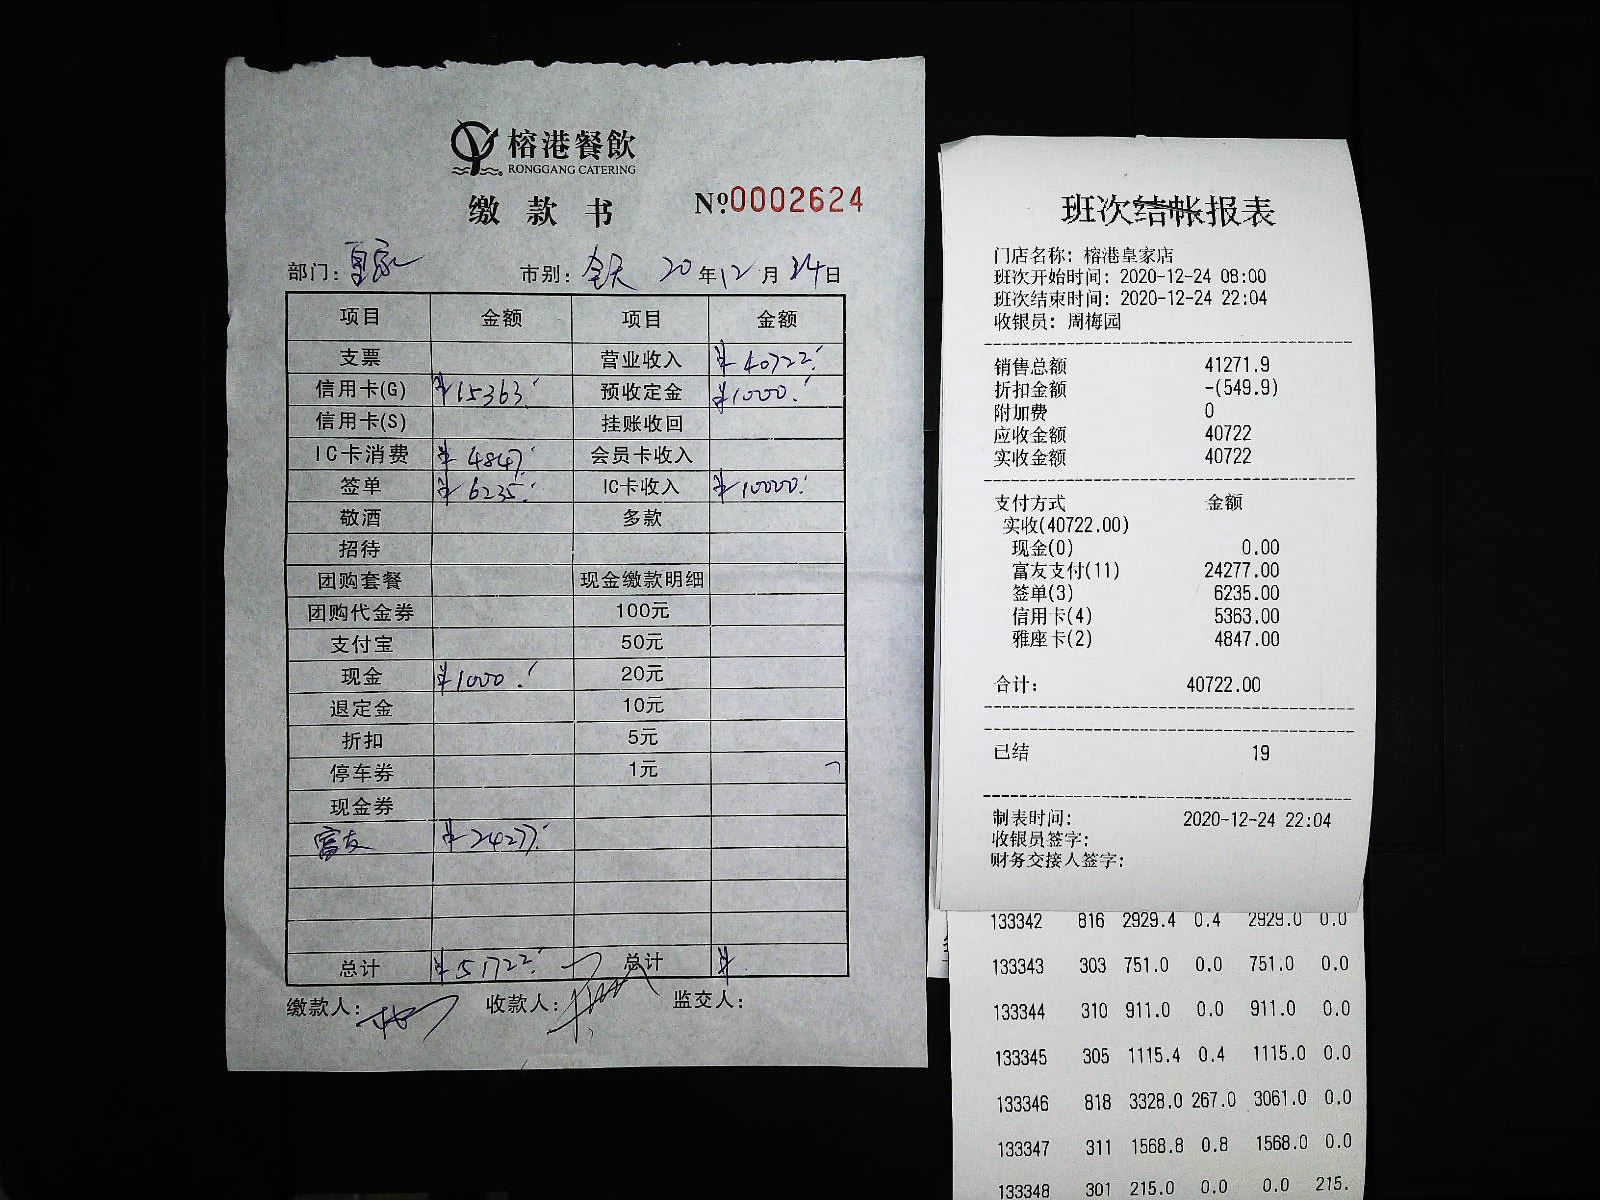 榕港餐飲
RONGGANG CATERING
缴款书
№0002624
部门：皇家 市别：全天 20年12月24日
项目 金额 项目 金额
支票 营业收入 ¥40722.
信用卡(G) ¥15363. 预收定金 ¥1000.
信用卡(S) 挂账收回
IC卡消费 ¥4847. 会员卡收入
签单 ¥6235. IC卡收入 ¥10000.
敬酒 多款
招待
团购套餐 现金缴款明细
团购代金券 100元
支付宝 50元
现金 ¥1000. 20元
退定金 10元
折扣 5元
停车券 1元
现金券
富友 ¥24277.
总计 ¥51722. 总计 ¥
缴款人： 收款人： 监交人：
班次结帐报表
门店名称: 榕港皇家店
班次开始时间: 2020-12-24 08:00
班次结束时间: 2020-12-24 22:04
收银员: 周梅园
销售总额 41271.9
折扣金额 -(549.9)
附加费 0
应收金额 40722
实收金额 40722
支付方式 金额
实收(40722.00)
现金(0) 0.00
富友支付(11) 24277.00
签单(3) 6235.00
信用卡(4) 5363.00
雅座卡(2) 4847.00
合计: 40722.00
已结 19
制表时间: 2020-12-24 22:04
收银员签字:
财务交接人签字:
133342 816 2929.4 0.4 2929.0 0.0
133343 303 751.0 0.0 751.0 0.0
133344 310 911.0 0.0 911.0 0.0
133345 305 1115.4 0.4 1115.0 0.0
133346 818 3328.0 267.0 3061.0 0.0
133347 311 1568.8 0.8 1568.0 0.0
133348 301 215.0 0.0 0.0 215.